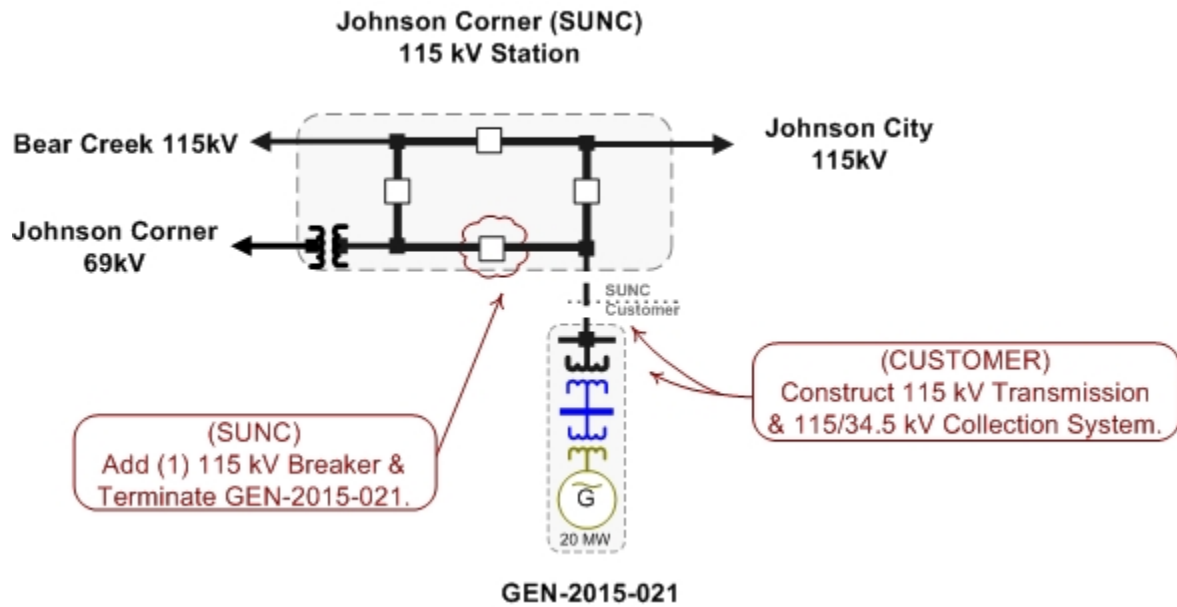 Johnson Corner (SUNC)
115 kV Station
Bear Creek 115kV
Johnson City
115kV
Johnson Corner
69kV
SUNC
Customer
(CUSTOMER)
Construct 115 kV Transmission
& 115/34.5 kV Collection System.
(SUNC)
Add (1) 115 kV Breaker &
Terminate GEN-2015-021.
G
20 MW
GEN-2015-021